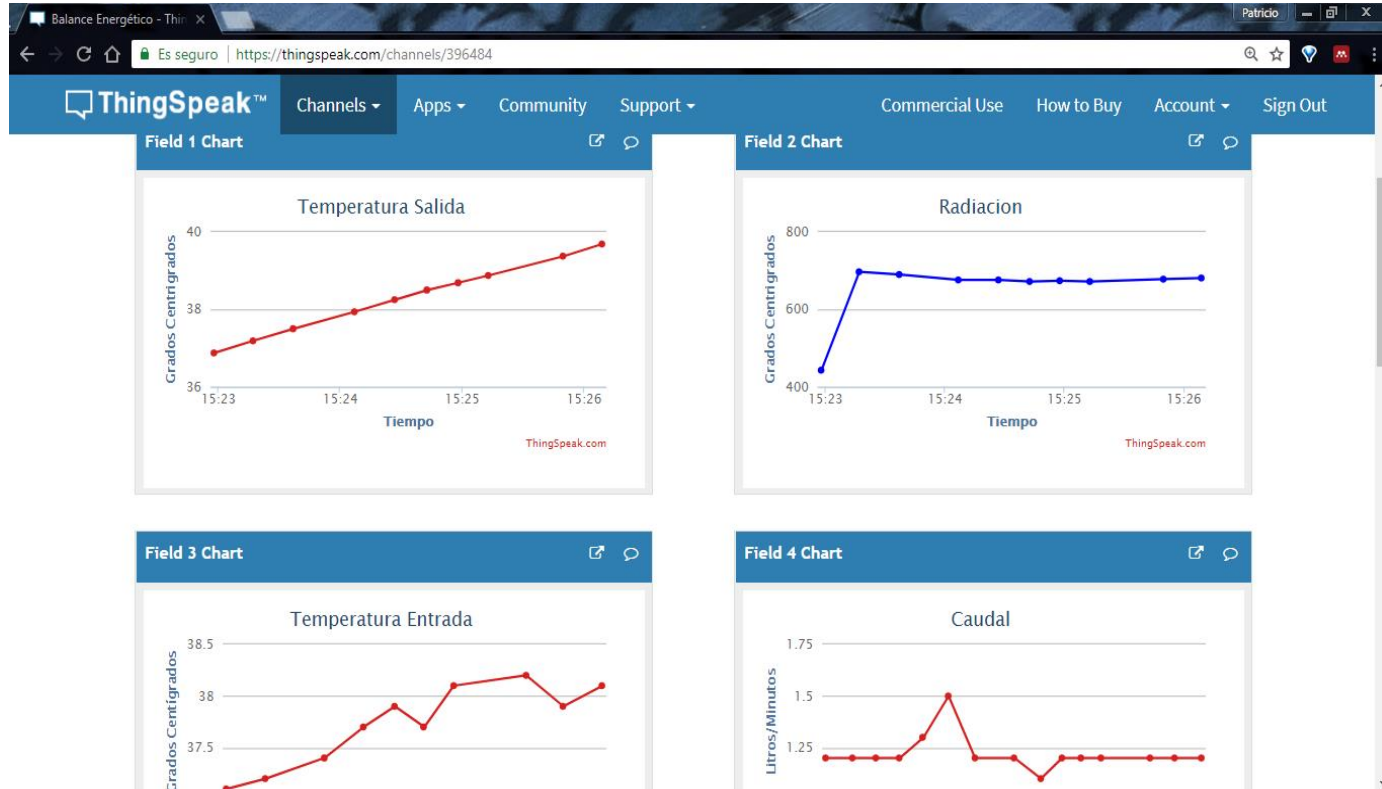 Balance Energético - Thin
Patricio
Es seguro | https://thingspeak.com/channels/396484
ThingSpeak™ Channels Apps Community Support Commercial Use How to Buy Account Sign Out
Field 1 Chart
Temperatura Salida
Grados Centrigrados
40
38
36
15:23 15:24 15:25 15:26
Tiempo
ThingSpeak.com
Field 2 Chart
Radiacion
Grados Centrigrados
800
600
400
15:23 15:24 15:25 15:26
Tiempo
ThingSpeak.com
Field 3 Chart
Temperatura Entrada
Grados Centígrados
38.5
38
37.5
Field 4 Chart
Caudal
Litros/Minutos
1.75
1.5
1.25